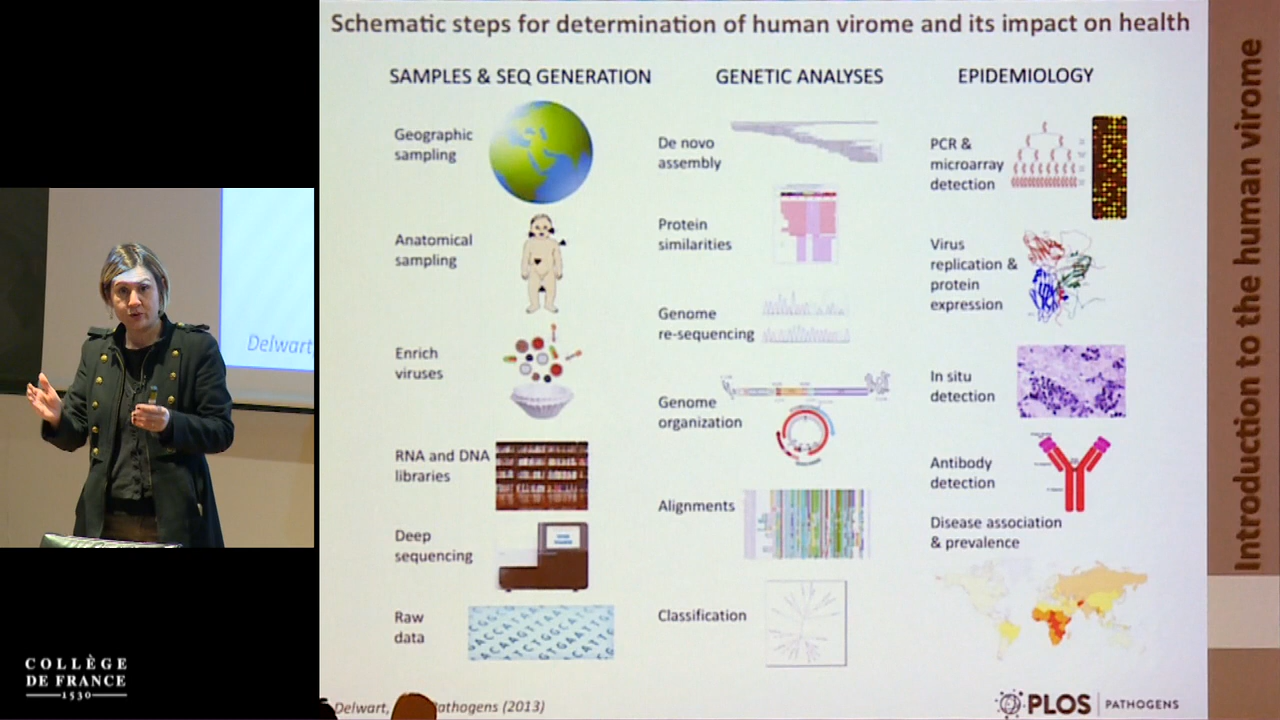 Schematic steps for determination of human virome and its impact on health
SAMPLES & SEQ GENERATION
Geographic
sampling
Anatomical
sampling
Enrich
viruses
RNA and DNA
libraries
Deep
sequencing
Raw
data
GENETIC ANALYSES
De novo
assembly
Protein
similarities
Genome
re-sequencing
Genome
organization
Alignments
Classification
EPIDEMIOLOGY
PCR &
microarray
detection
Virus
replication &
protein
expression
In situ
detection
Antibody
detection
Disease association
& prevalence
Delwart, Pathogens (2013)
PLOS PATHOGENS
Introduction to the human virome
Delwart,
COLLÈGE
DE FRANCE
1530